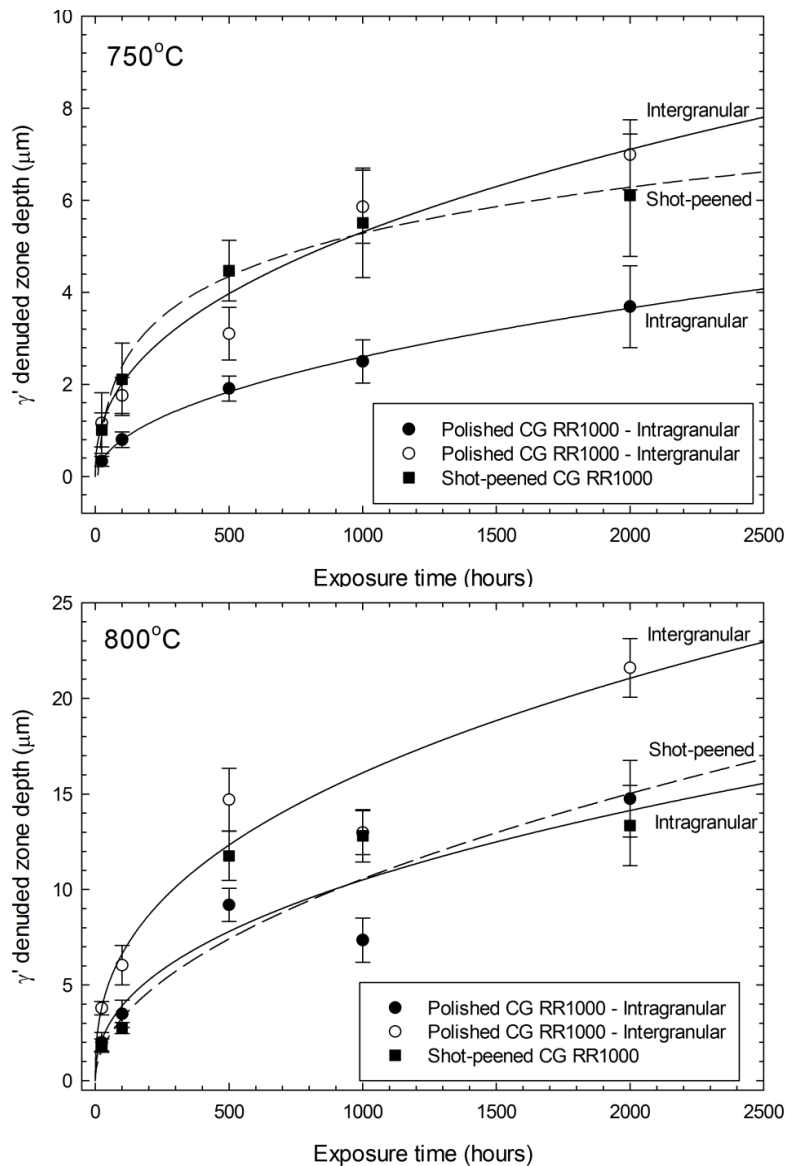 750°C
10
8
6
4
2
0
γ' denuded zone depth (μm)
Intergranular
Shot-peened
Intragranular
Polished CG RR1000 - Intragranular
Polished CG RR1000 - Intergranular
Shot-peened CG RR1000
0 500 1000 1500 2000 2500
Exposure time (hours)
800°C
25
20
15
10
5
0
γ' denuded zone depth (μm)
Intergranular
Shot-peened
Intragranular
Polished CG RR1000 - Intragranular
Polished CG RR1000 - Intergranular
Shot-peened CG RR1000
0 500 1000 1500 2000 2500
Exposure time (hours)